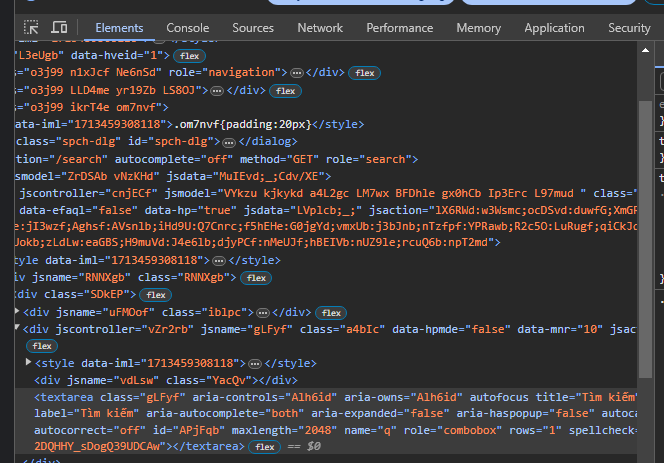 Elements Console Sources Network Performance Memory Application Security
"L3eUgb" data-hveid="1"> flex
s="o3j99 n1xJcf Ne6nSd" role="navigation"> ⋯ </div> flex
s="o3j99 LLD4me yr19Zb LS8OJ"> ⋯ </div> flex
s="o3j99 ikrT4e om7nvf">
data-iml="1713459308118">.om7nvf{padding:20px}</style>
class="spch-dlg" id="spch-dlg"> ⋯ </dialog>
tion="/search" autocomplete="off" method="GET" role="search">
smodel="ZrDSAb vNzKHd" jsdata="MuIEvd;_;Cdv/XE">
jscontroller="cnjECf" jsmodel="VYkzu kjkykd a4L2gc LM7wx BFDhle gx0hCb Ip3Erc L97mud " class=
data-efaql="false" data-hp="true" jsdata="LVplcb;_;" jsaction="lX6RWd:w3Wsmc;ocDSvd:duwfG;XmGP
e:jI3wzf;Aghsf:AVsnlb;iHd9U:Q7Cnrc;f5hEHe:G0jgYd;vmxUb:j3bJnb;nTzfpf:YPRawb;R2c5O:LuRugf;qiCkJc
Jokb;zLdLw:eaGBS;H9muVd:J4e6lb;djyPCf:nMeUJf;hBEIVb:nUZ9le;rcuQ6b:npT2md">
style data-iml="1713459308118"> ⋯ </style>
div jsname="RNNXgb" class="RNNXgb"> flex
<div class="SDkEP"> flex
<div jsname="uFMOof" class="iblpc"> ⋯ </div> flex
<div jscontroller="vZr2rb" jsname="gLFyf" class="a4bIc" data-hpmde="false" data-mnr="10" jsac
flex
<style data-iml="1713459308118"> ⋯ </style>
<div jsname="vdLsw" class="YacQv"></div>
<textarea class="gLFyf" aria-controls="Alh6id" aria-owns="Alh6id" autofocus title="Tìm kiếm"
label="Tìm kiếm" aria-autocomplete="both" aria-expanded="false" aria-haspopup="false" autoca
autocorrect="off" id="APjFqb" maxlength="2048" name="q" role="combobox" rows="1" spellcheck=
2DQHHY_sDogQ39UDCAw"></textarea> flex == $0
</div>